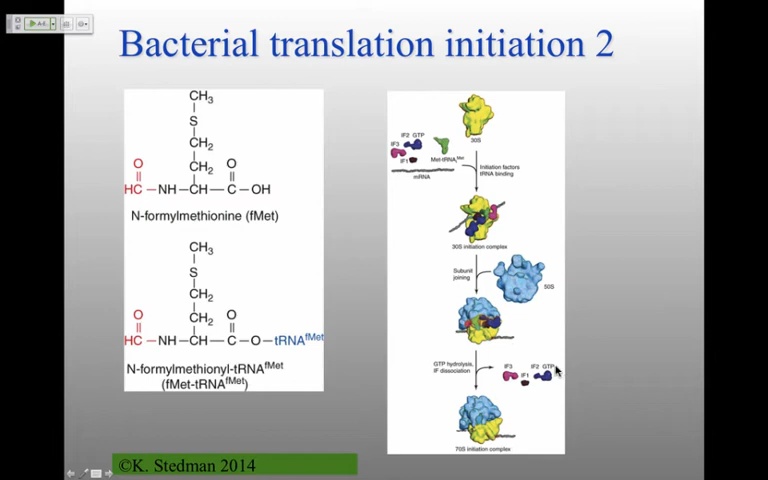 Bacterial translation initiation 2
CH3
S
CH2
O
CH2
O
HC—NH—CH—C—OH
N-formylmethionine (fMet)
CH3
S
CH2
O
CH2
O
HC—NH—CH—C—O—tRNAfMet
N-formylmethionyl-tRNAfMet
(fMet-tRNAfMet)
30S
IF2 GTP
IF3
IF1
Met-tRNA
mRNA
Initiation factors
tRNA binding
30S initiation complex
Subunit
joining
50S
GTP hydrolysis,
IF dissociation
IF3
IF2 GTP
IF1
70S initiation complex
©K. Stedman 2014